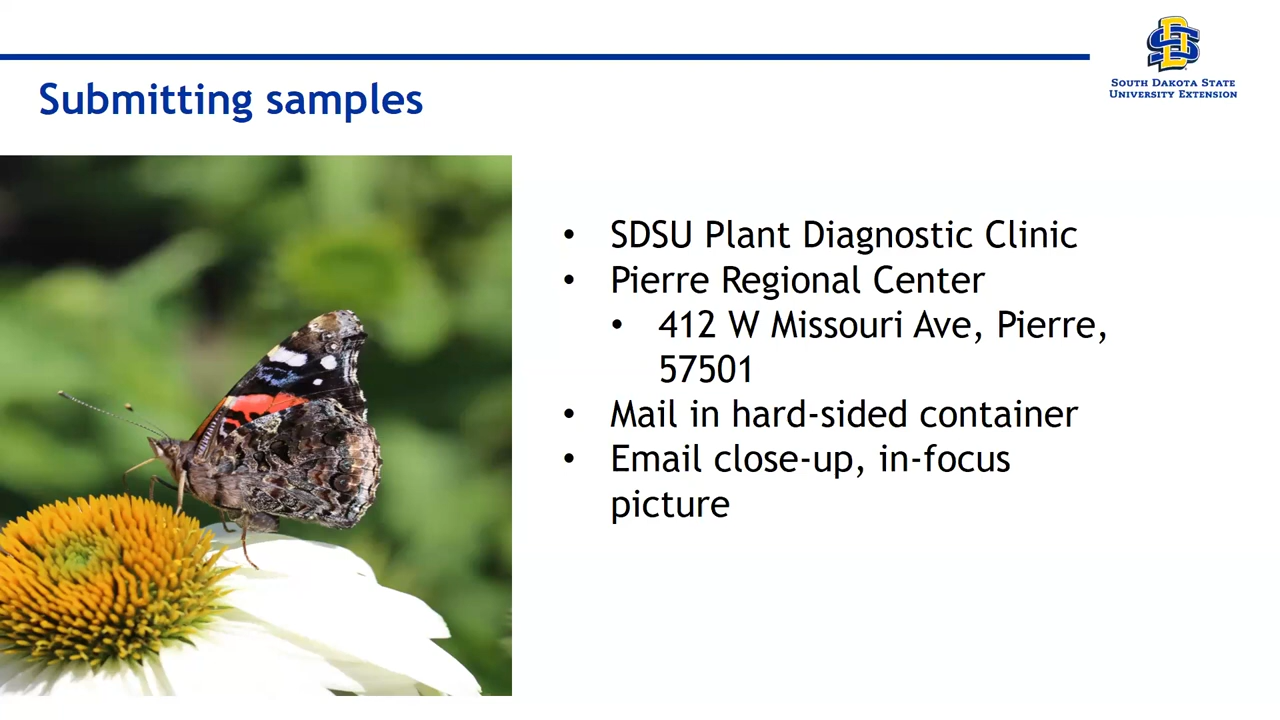 SOUTH DAKOTA STATE
UNIVERSITY EXTENSION
Submitting samples
• SDSU Plant Diagnostic Clinic
• Pierre Regional Center
• 412 W Missouri Ave, Pierre,
57501
• Mail in hard-sided container
• Email close-up, in-focus
picture